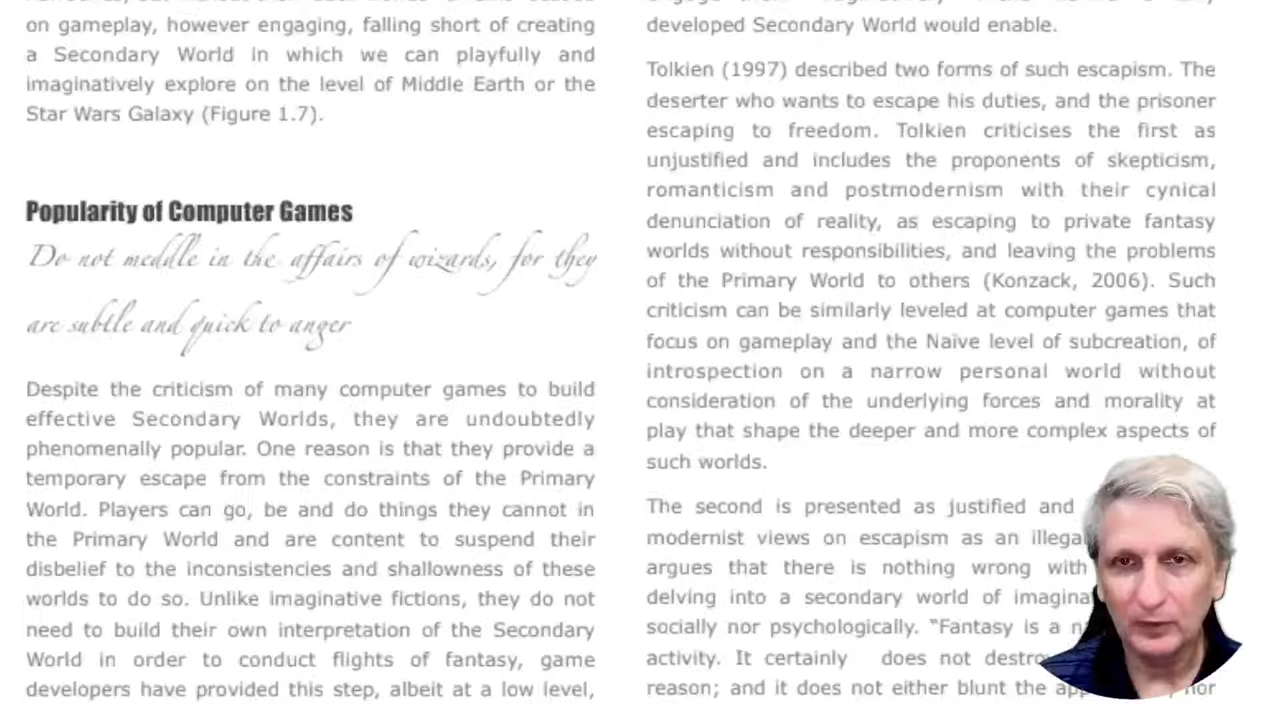 on gameplay, however engaging, falling short of creating
a Secondary World in which we can playfully and
imaginatively explore on the level of Middle Earth or the
Star Wars Galaxy (Figure 1.7).
Popularity of Computer Games
Do not meddle in the affairs of wizards, for they
are subtle and quick to anger
Despite the criticism of many computer games to build
effective Secondary Worlds, they are undoubtedly
phenomenally popular. One reason is that they provide a
temporary escape from the constraints of the Primary
World. Players can go, be and do things they cannot in
the Primary World and are content to suspend their
disbelief to the inconsistencies and shallowness of these
worlds to do so. Unlike imaginative fictions, they do not
need to build their own interpretation of the Secondary
World in order to conduct flights of fantasy, game
developers have provided this step, albeit at a low level,
developed Secondary World would enable.
Tolkien (1997) described two forms of such escapism. The
deserter who wants to escape his duties, and the prisoner
escaping to freedom. Tolkien criticises the first as
unjustified and includes the proponents of skepticism,
romanticism and postmodernism with their cynical
denunciation of reality, as escaping to private fantasy
worlds without responsibilities, and leaving the problems
of the Primary World to others (Konzack, 2006). Such
criticism can be similarly leveled at computer games that
focus on gameplay and the Naïve level of subcreation, of
introspection on a narrow personal world without
consideration of the underlying forces and morality at
play that shape the deeper and more complex aspects of
such worlds.
The second is presented as justified and
modernist views on escapism as an
argues that there is nothing wrong with
delving into a secondary world of
socially nor psychologically. "Fantasy is a
activity. It certainly does not
reason; and it does not either blunt the nor